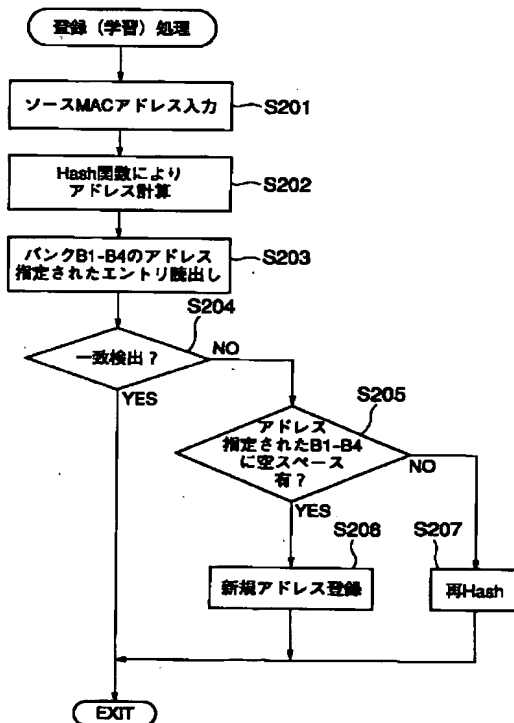 登録（学習）処理
ソースMACアドレス入力
S201
Hash関数により
アドレス計算
S202
バンクB1-B4のアドレス
指定されたエントリ読出し
S203
S204
一致検出？
NO
YES
S205
アドレス
指定されたB1-B4
に空スペース
有？
NO
YES
S206
S207
新規アドレス登録
再Hash
EXIT